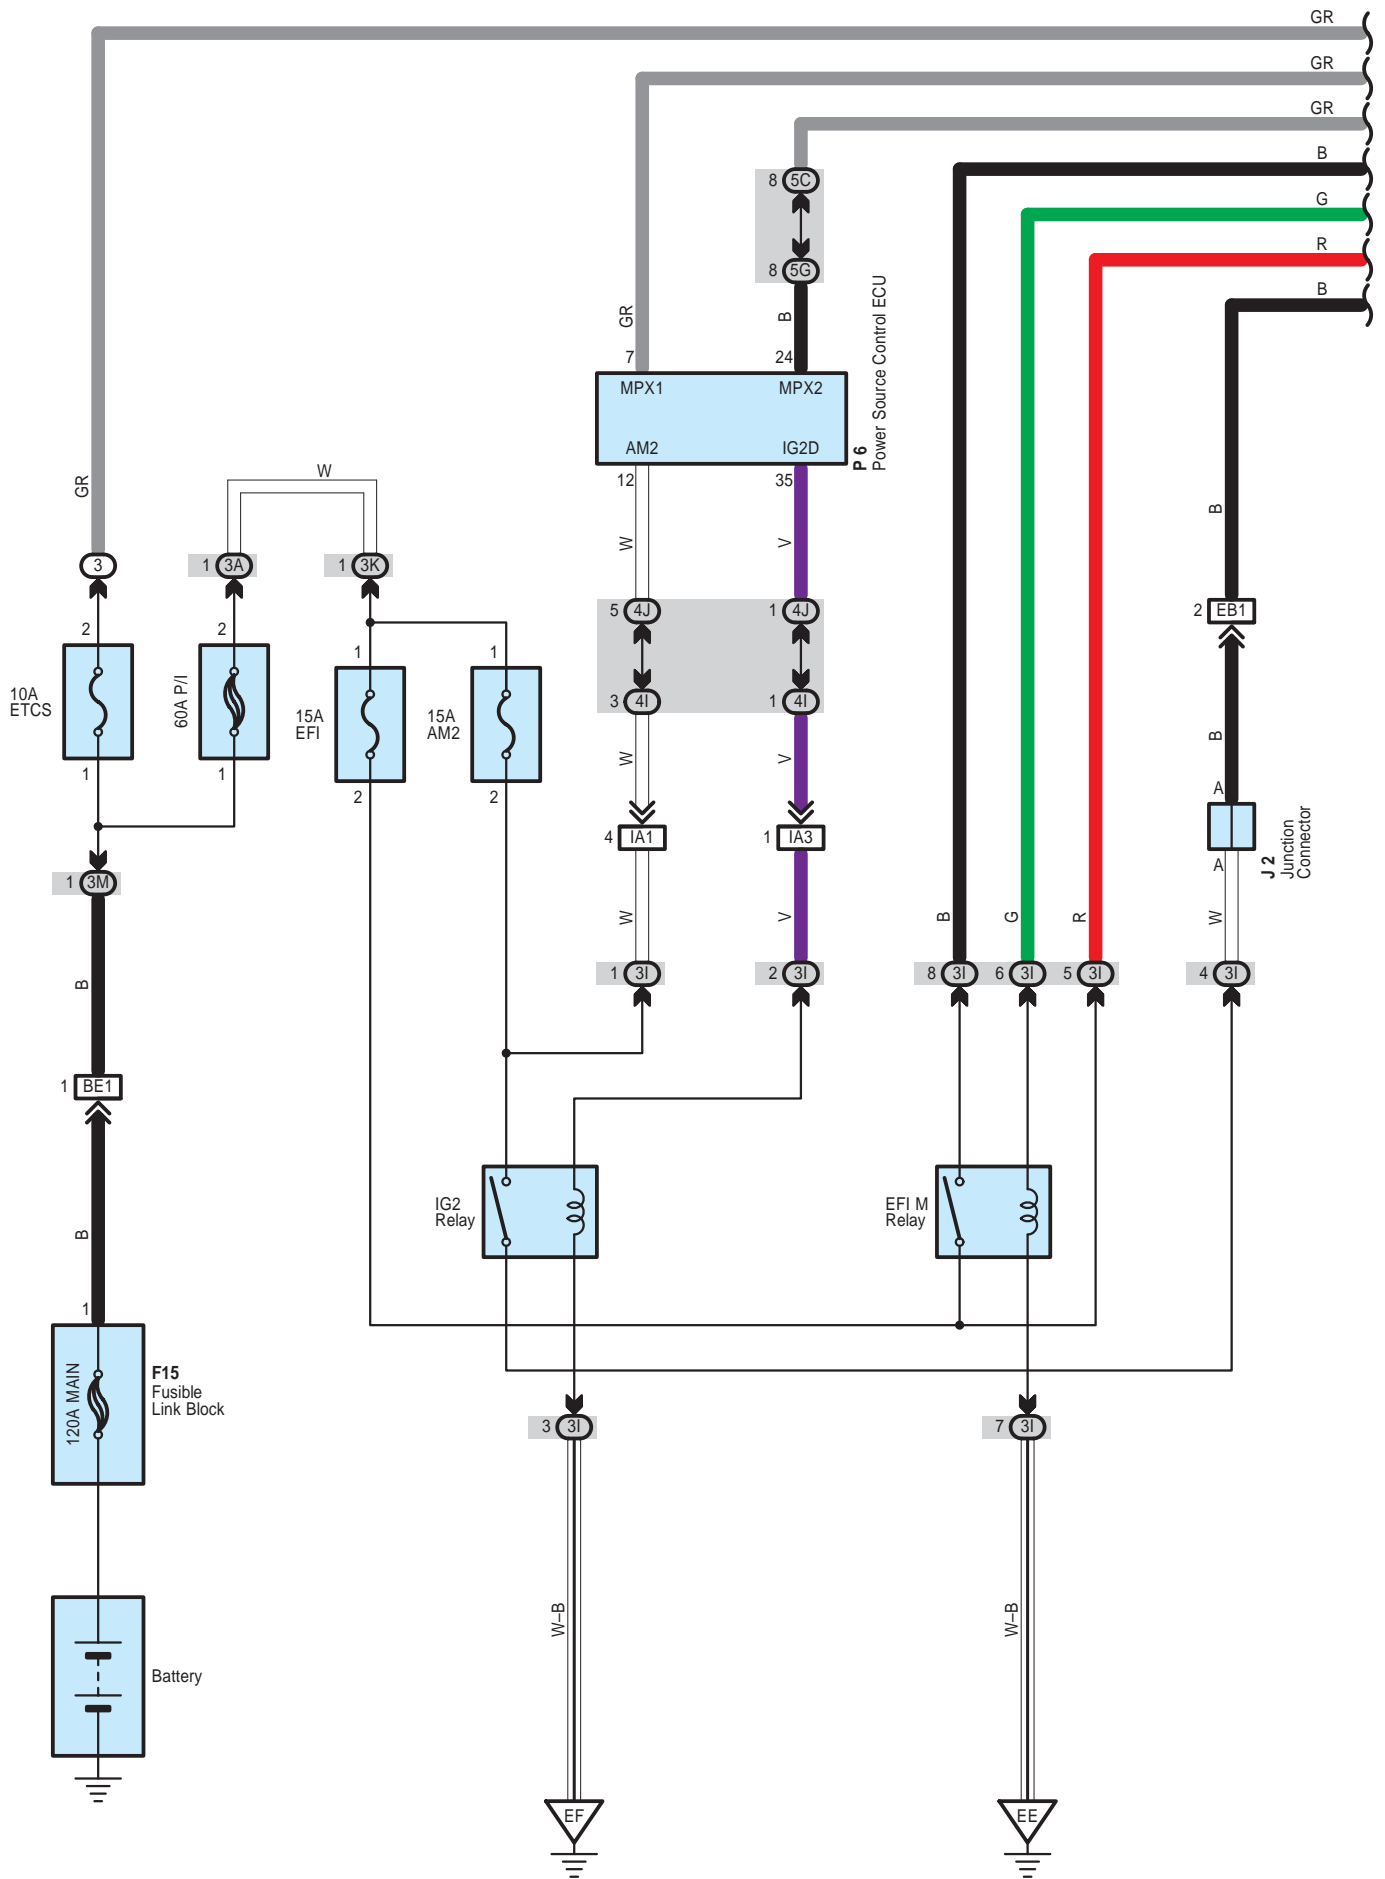 GR
GR
GR
B
8 5C
G
R
8 5G
B
GR
B
7
24
MPX1 MPX2
AM2 IG2D
P 6
Power Source Control ECU
W
12
35
GR
B
W
V
3
1 3A
1 3K
5 4J
1 4J
2 EB1
2
2
1
1
10A
ETCS
60A P/I
15A
EFI
15A
AM2
3 4I
1 4I
W
V
B
1
1
2
2
A
4 IA1
1 IA3
J 2
Junction
Connector
A
1 3M
W
V
B
G
R
W
1 3I
2 3I
8 3I
6 3I
5 3I
4 3I
B
1 BE1
IG2
Relay
EFI M
Relay
B
1
120A MAIN
F15
Fusible
Link Block
3 3I
7 3I
W–B
W–B
Battery
EF
EE